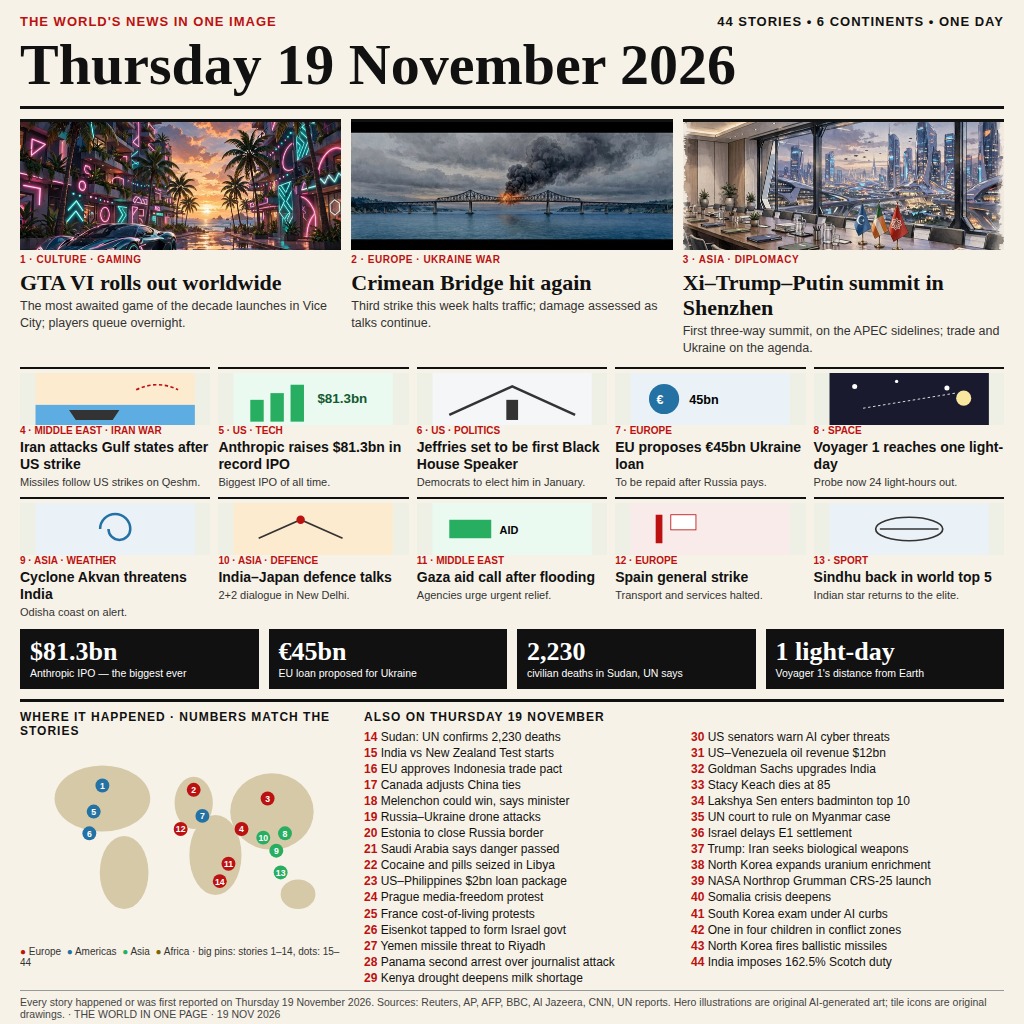 THE WORLD'S NEWS IN ONE IMAGE
44 STORIES • 6 CONTINENTS • ONE DAY
Thursday 19 November 2026
1 · CULTURE · GAMING
GTA VI rolls out worldwide
The most awaited game of the decade launches in Vice
City; players queue overnight.
2 · EUROPE · UKRAINE WAR
Crimean Bridge hit again
Third strike this week halts traffic; damage assessed as
talks continue.
3 · ASIA · DIPLOMACY
Xi–Trump–Putin summit in
Shenzhen
First three-way summit, on the APEC sidelines; trade and
Ukraine on the agenda.
4 · MIDDLE EAST · IRAN WAR
Iran attacks Gulf states after
US strike
Missiles follow US strikes on Qeshm.
$81.3bn
5 · US · TECH
Anthropic raises $81.3bn in
record IPO
Biggest IPO of all time.
6 · US · POLITICS
Jeffries set to be first Black
House Speaker
Democrats to elect him in January.
€
45bn
7 · EUROPE
EU proposes €45bn Ukraine
loan
To be repaid after Russia pays.
8 · SPACE
Voyager 1 reaches one light-
day
Probe now 24 light-hours out.
9 · ASIA · WEATHER
Cyclone Akvan threatens
India
Odisha coast on alert.
10 · ASIA · DEFENCE
India–Japan defence talks
2+2 dialogue in New Delhi.
AID
11 · MIDDLE EAST
Gaza aid call after flooding
Agencies urge urgent relief.
12 · EUROPE
Spain general strike
Transport and services halted.
13 · SPORT
Sindhu back in world top 5
Indian star returns to the elite.
$81.3bn
Anthropic IPO — the biggest ever
€45bn
EU loan proposed for Ukraine
2,230
civilian deaths in Sudan, UN says
1 light-day
Voyager 1's distance from Earth
WHERE IT HAPPENED · NUMBERS MATCH THE
STORIES
1
2
3
5
7
6
12
4
10
8
9
11
13
14
● Europe ● Americas ● Asia ● Africa · big pins: stories 1–14, dots: 15–
44
ALSO ON THURSDAY 19 NOVEMBER
14 Sudan: UN confirms 2,230 deaths
15 India vs New Zealand Test starts
16 EU approves Indonesia trade pact
17 Canada adjusts China ties
18 Melenchon could win, says minister
19 Russia–Ukraine drone attacks
20 Estonia to close Russia border
21 Saudi Arabia says danger passed
22 Cocaine and pills seized in Libya
23 US–Philippines $2bn loan package
24 Prague media-freedom protest
25 France cost-of-living protests
26 Eisenkot tapped to form Israel govt
27 Yemen missile threat to Riyadh
28 Panama second arrest over journalist attack
29 Kenya drought deepens milk shortage
30 US senators warn AI cyber threats
31 US–Venezuela oil revenue $12bn
32 Goldman Sachs upgrades India
33 Stacy Keach dies at 85
34 Lakshya Sen enters badminton top 10
35 UN court to rule on Myanmar case
36 Israel delays E1 settlement
37 Trump: Iran seeks biological weapons
38 North Korea expands uranium enrichment
39 NASA Northrop Grumman CRS-25 launch
40 Somalia crisis deepens
41 South Korea exam under AI curbs
42 One in four children in conflict zones
43 North Korea fires ballistic missiles
44 India imposes 162.5% Scotch duty
Every story happened or was first reported on Thursday 19 November 2026. Sources: Reuters, AP, AFP, BBC, Al Jazeera, CNN, UN reports. Hero illustrations are original AI-generated art; tile icons are original
drawings. · THE WORLD IN ONE PAGE · 19 NOV 2026